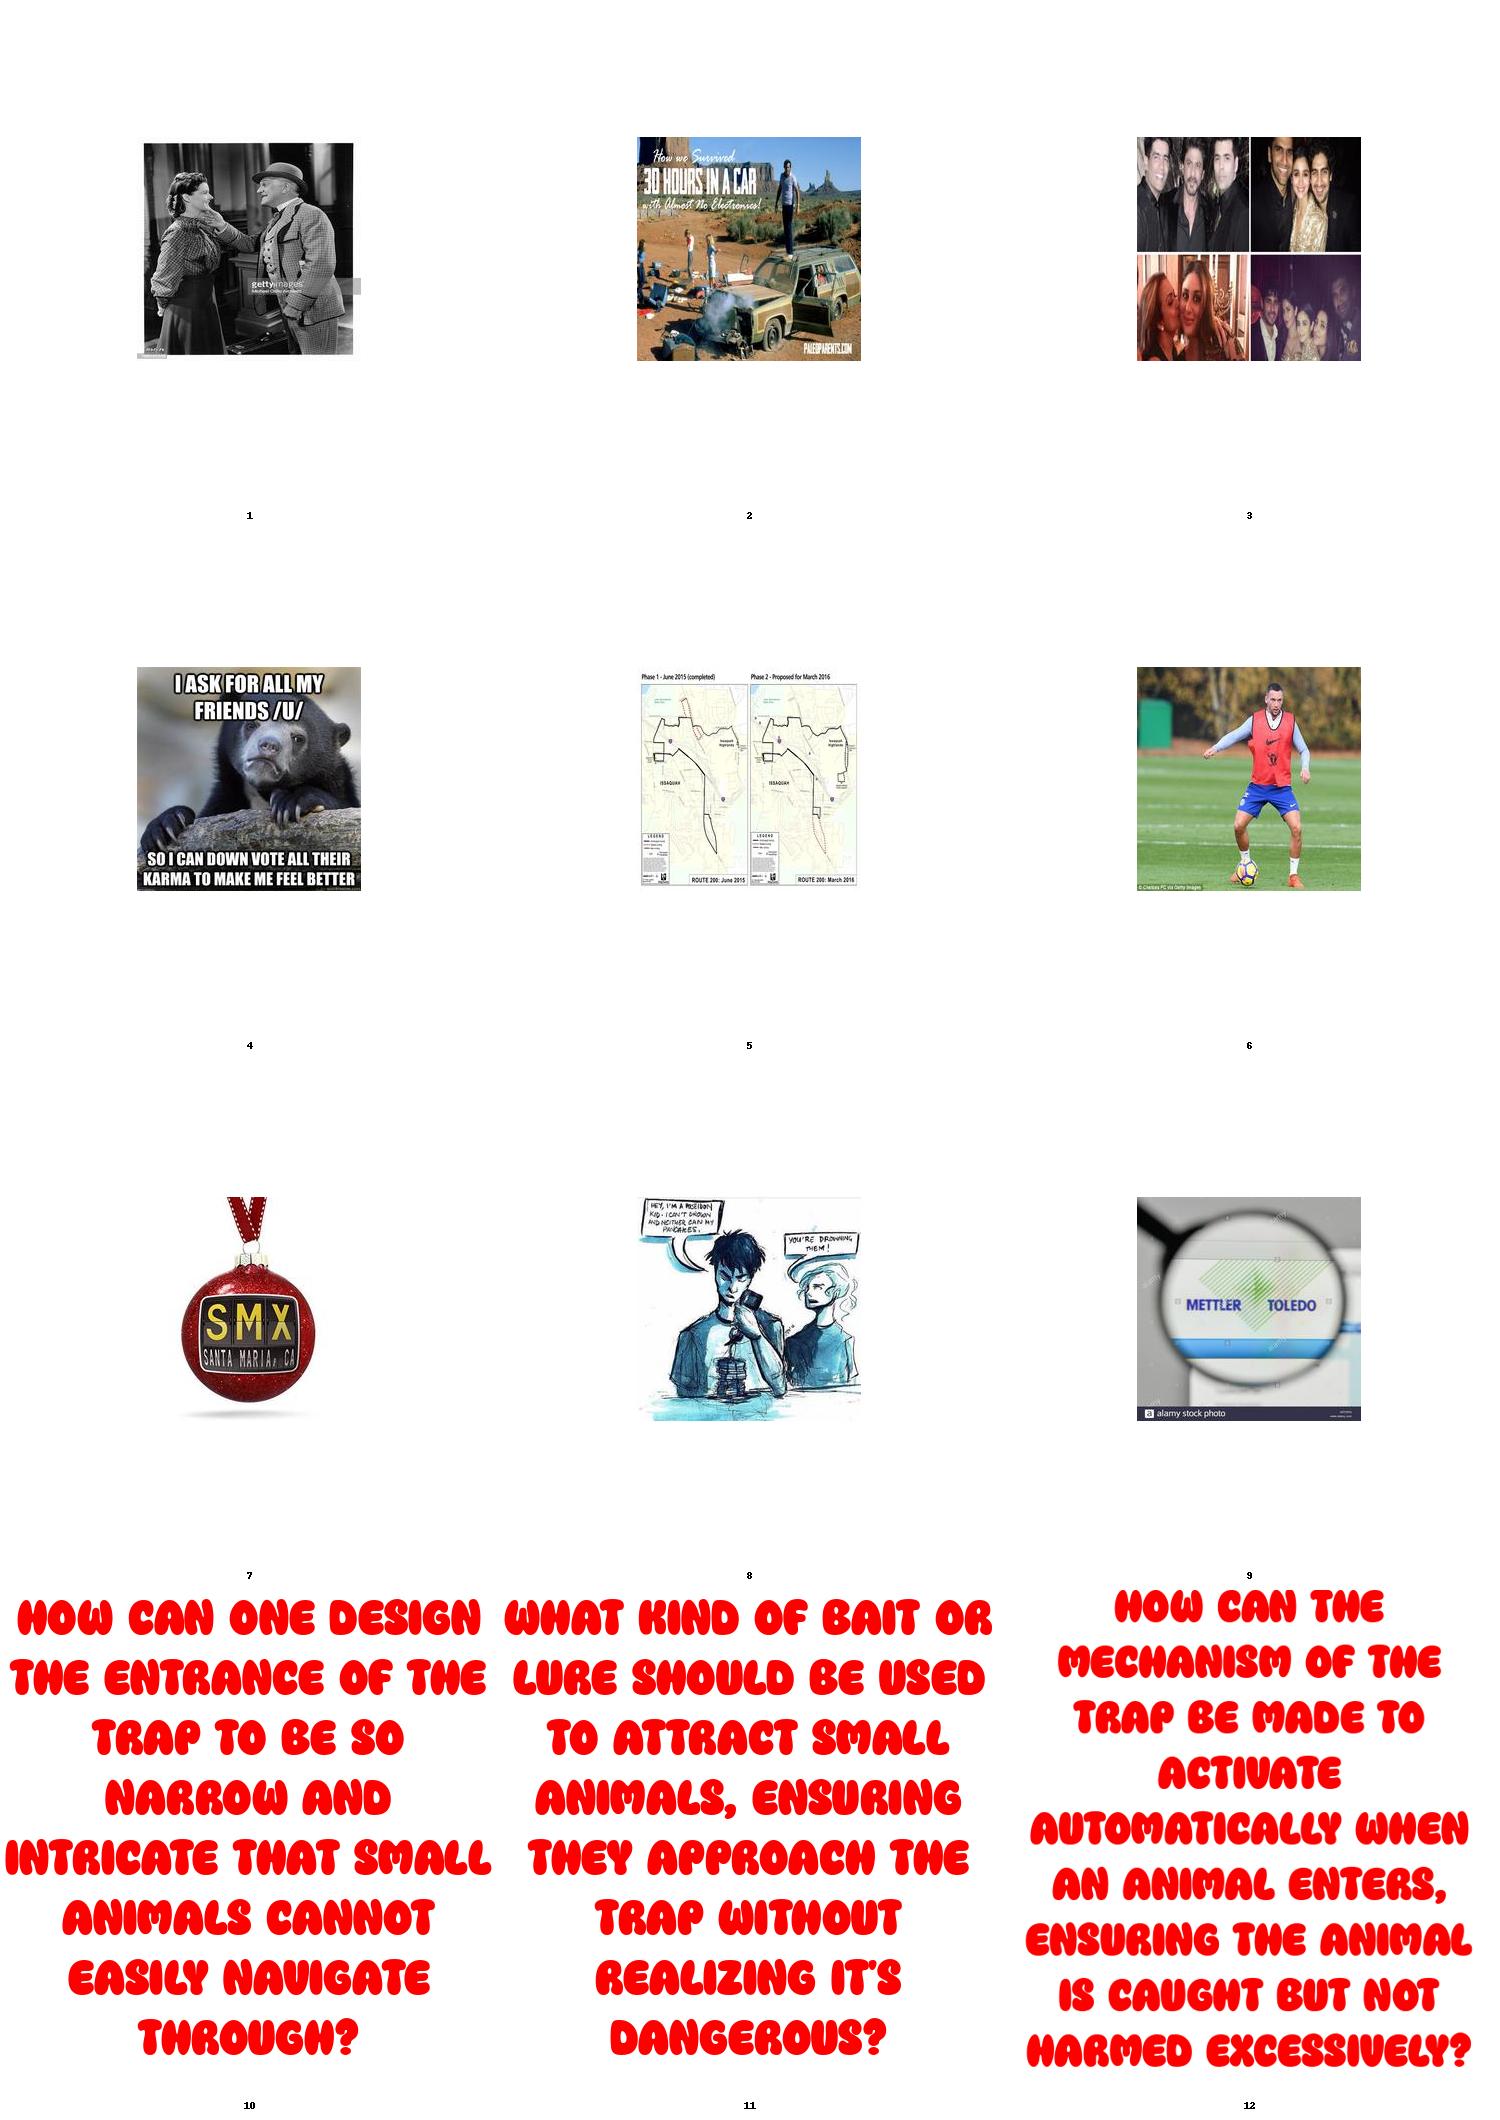 gettyimages
How we Survived
30 HOURS IN A CAR
with Almost No Electronics!
PALEOPARENTS.COM
1
2
3
I ASK FOR ALL MY
FRIENDS /U/
SO I CAN DOWN VOTE ALL THEIR
KARMA TO MAKE ME FEEL BETTER
Phase 1 - June 2015 (completed)
Phase 2 - Proposed for March 2016
ISSAQUAH
ISSAQUAH
LEGEND
LEGEND
ROUTE 200: June 2015
ROUTE 200: March 2016
© Chelsea FC via Getty Images
4
5
6
SMX
SANTA MARIA, CA
HEY, I'M A POSEIDON
KID. I CAN'T DROWN
AND NEITHER CAN MY
PANCAKES.
YOU'RE DROWNING
THEM!
METTLER TOLEDO
a alamy stock photo
7
8
9
HOW CAN ONE DESIGN
THE ENTRANCE OF THE
TRAP TO BE SO
NARROW AND
INTRICATE THAT SMALL
ANIMALS CANNOT
EASILY NAVIGATE
THROUGH?
WHAT KIND OF BAIT OR
LURE SHOULD BE USED
TO ATTRACT SMALL
ANIMALS, ENSURING
THEY APPROACH THE
TRAP WITHOUT
REALIZING IT'S
DANGEROUS?
HOW CAN THE
MECHANISM OF THE
TRAP BE MADE TO
ACTIVATE
AUTOMATICALLY WHEN
AN ANIMAL ENTERS,
ENSURING THE ANIMAL
IS CAUGHT BUT NOT
HARMED EXCESSIVELY?
10
11
12